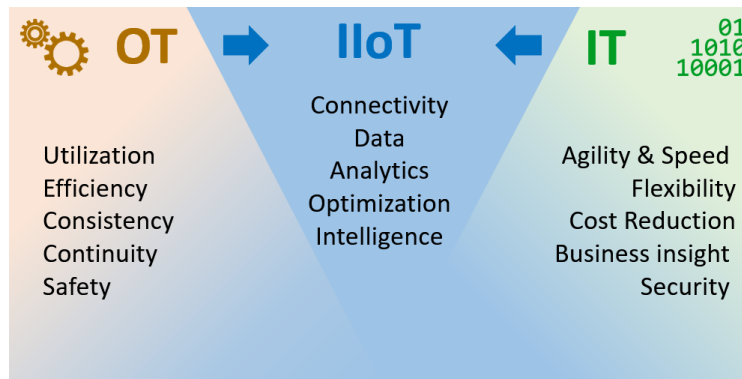 OT
Utilization
Efficiency
Consistency
Continuity
Safety
IIoT
Connectivity
Data
Analytics
Optimization
Intelligence
IT
01
1010
10001
Agility & Speed
Flexibility
Cost Reduction
Business insight
Security